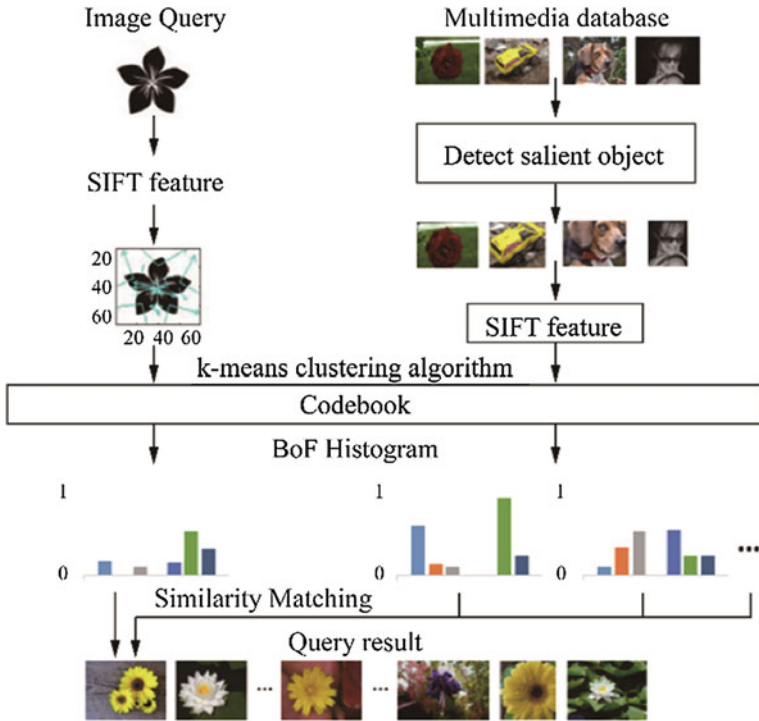 Image Query
Multimedia database
Detect salient object
SIFT feature
20
40
60
20 40 60
SIFT feature
k-means clustering algorithm
Codebook
BoF Histogram
1
0
1
0
1
0
...
Similarity Matching
Query result
...
...